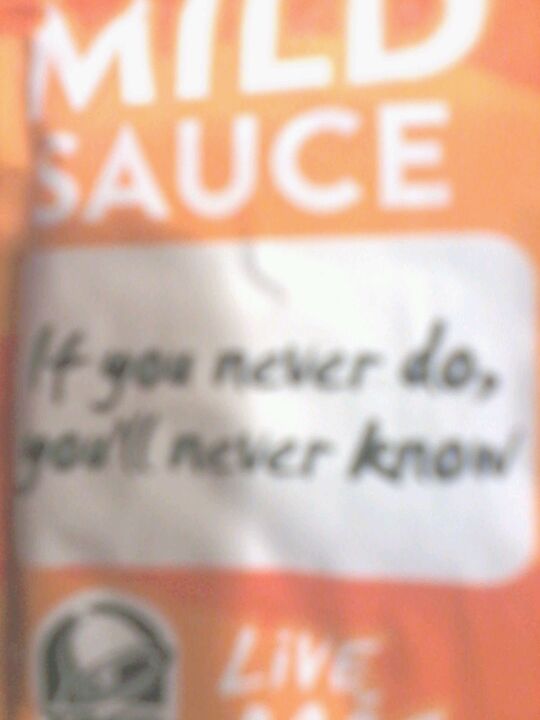 MILD
SAUCE
If you never do,
you'll never know
LIVE